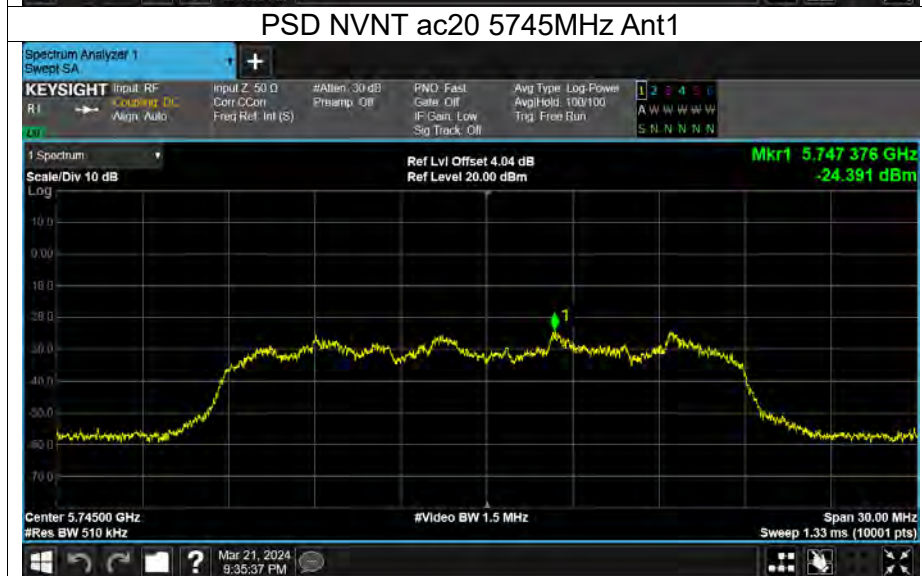 PSD NVNT ac20 5745MHz Ant1
Spectrum Analyzer 1
Swept SA
+
KEYSIGHT Input: RF
Coupling: DC
Align: Auto
Input Z: 50 Ω
Corr CCorr
Freq Ref: Int (S)
#Atten: 30 dB
Preamp: Off
PNO: Fast
Gate: Off
IF Gain: Low
Sig Track: Off
Avg Type: Log-Power
Avg|Hold: 100/100
Trig: Free Run
1 2 3 4 5 6
A W W W W W
S N N N N N
1 Spectrum
Scale/Div 10 dB
Log
Ref Lvl Offset 4.04 dB
Ref Level 20.00 dBm
Mkr1 5.747 376 GHz
-24.391 dBm
10.0
0.00
-10.0
-20.0
1
-30.0
-40.0
-50.0
-60.0
-70.0
Center 5.74500 GHz
#Res BW 510 kHz
#Video BW 1.5 MHz
Span 30.00 MHz
Sweep 1.33 ms (10001 pts)
?
Mar 21, 2024
9:35:37 PM